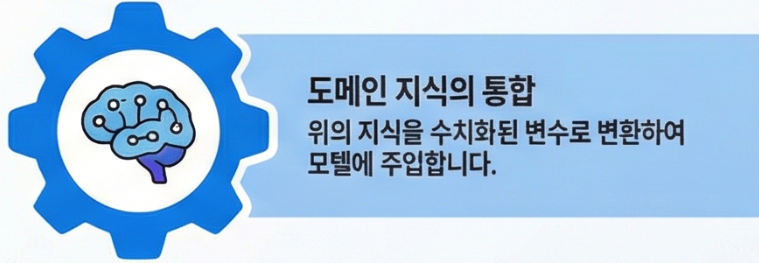 도메인 지식의 통합
위의 지식을 수치화된 변수로 변환하여
모텔에 주입합니다.